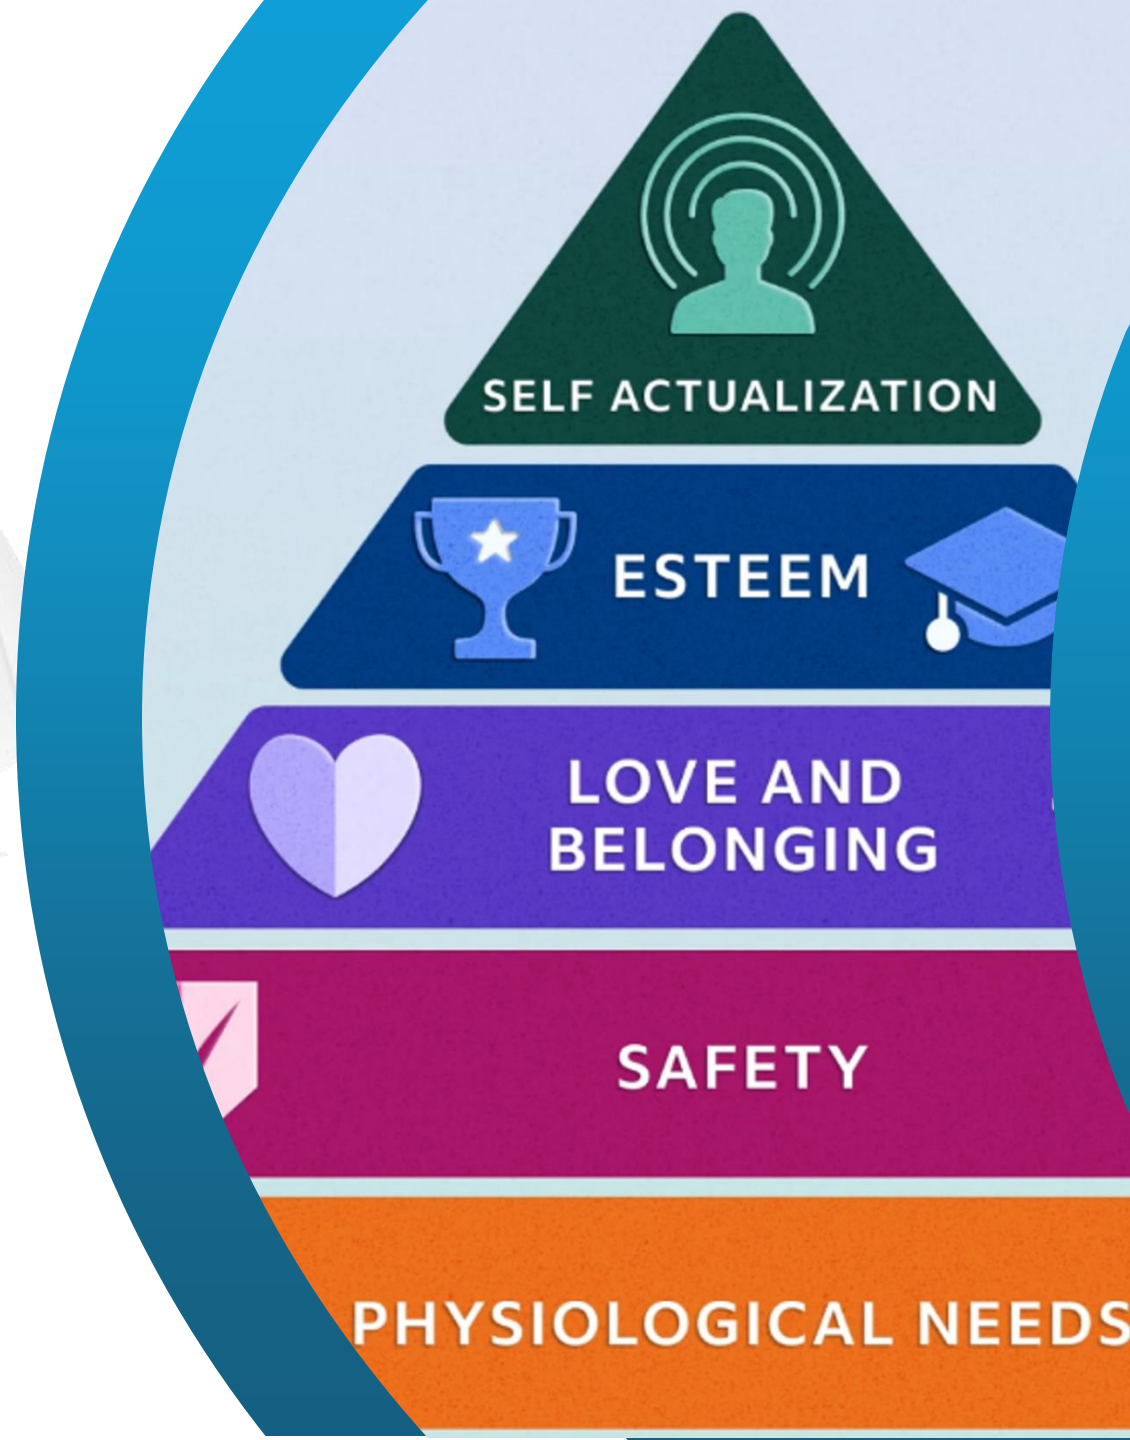 SELF ACTUALIZATION
ESTEEM
LOVE AND
BELONGING
SAFETY
PHYSIOLOGICAL NEEDS